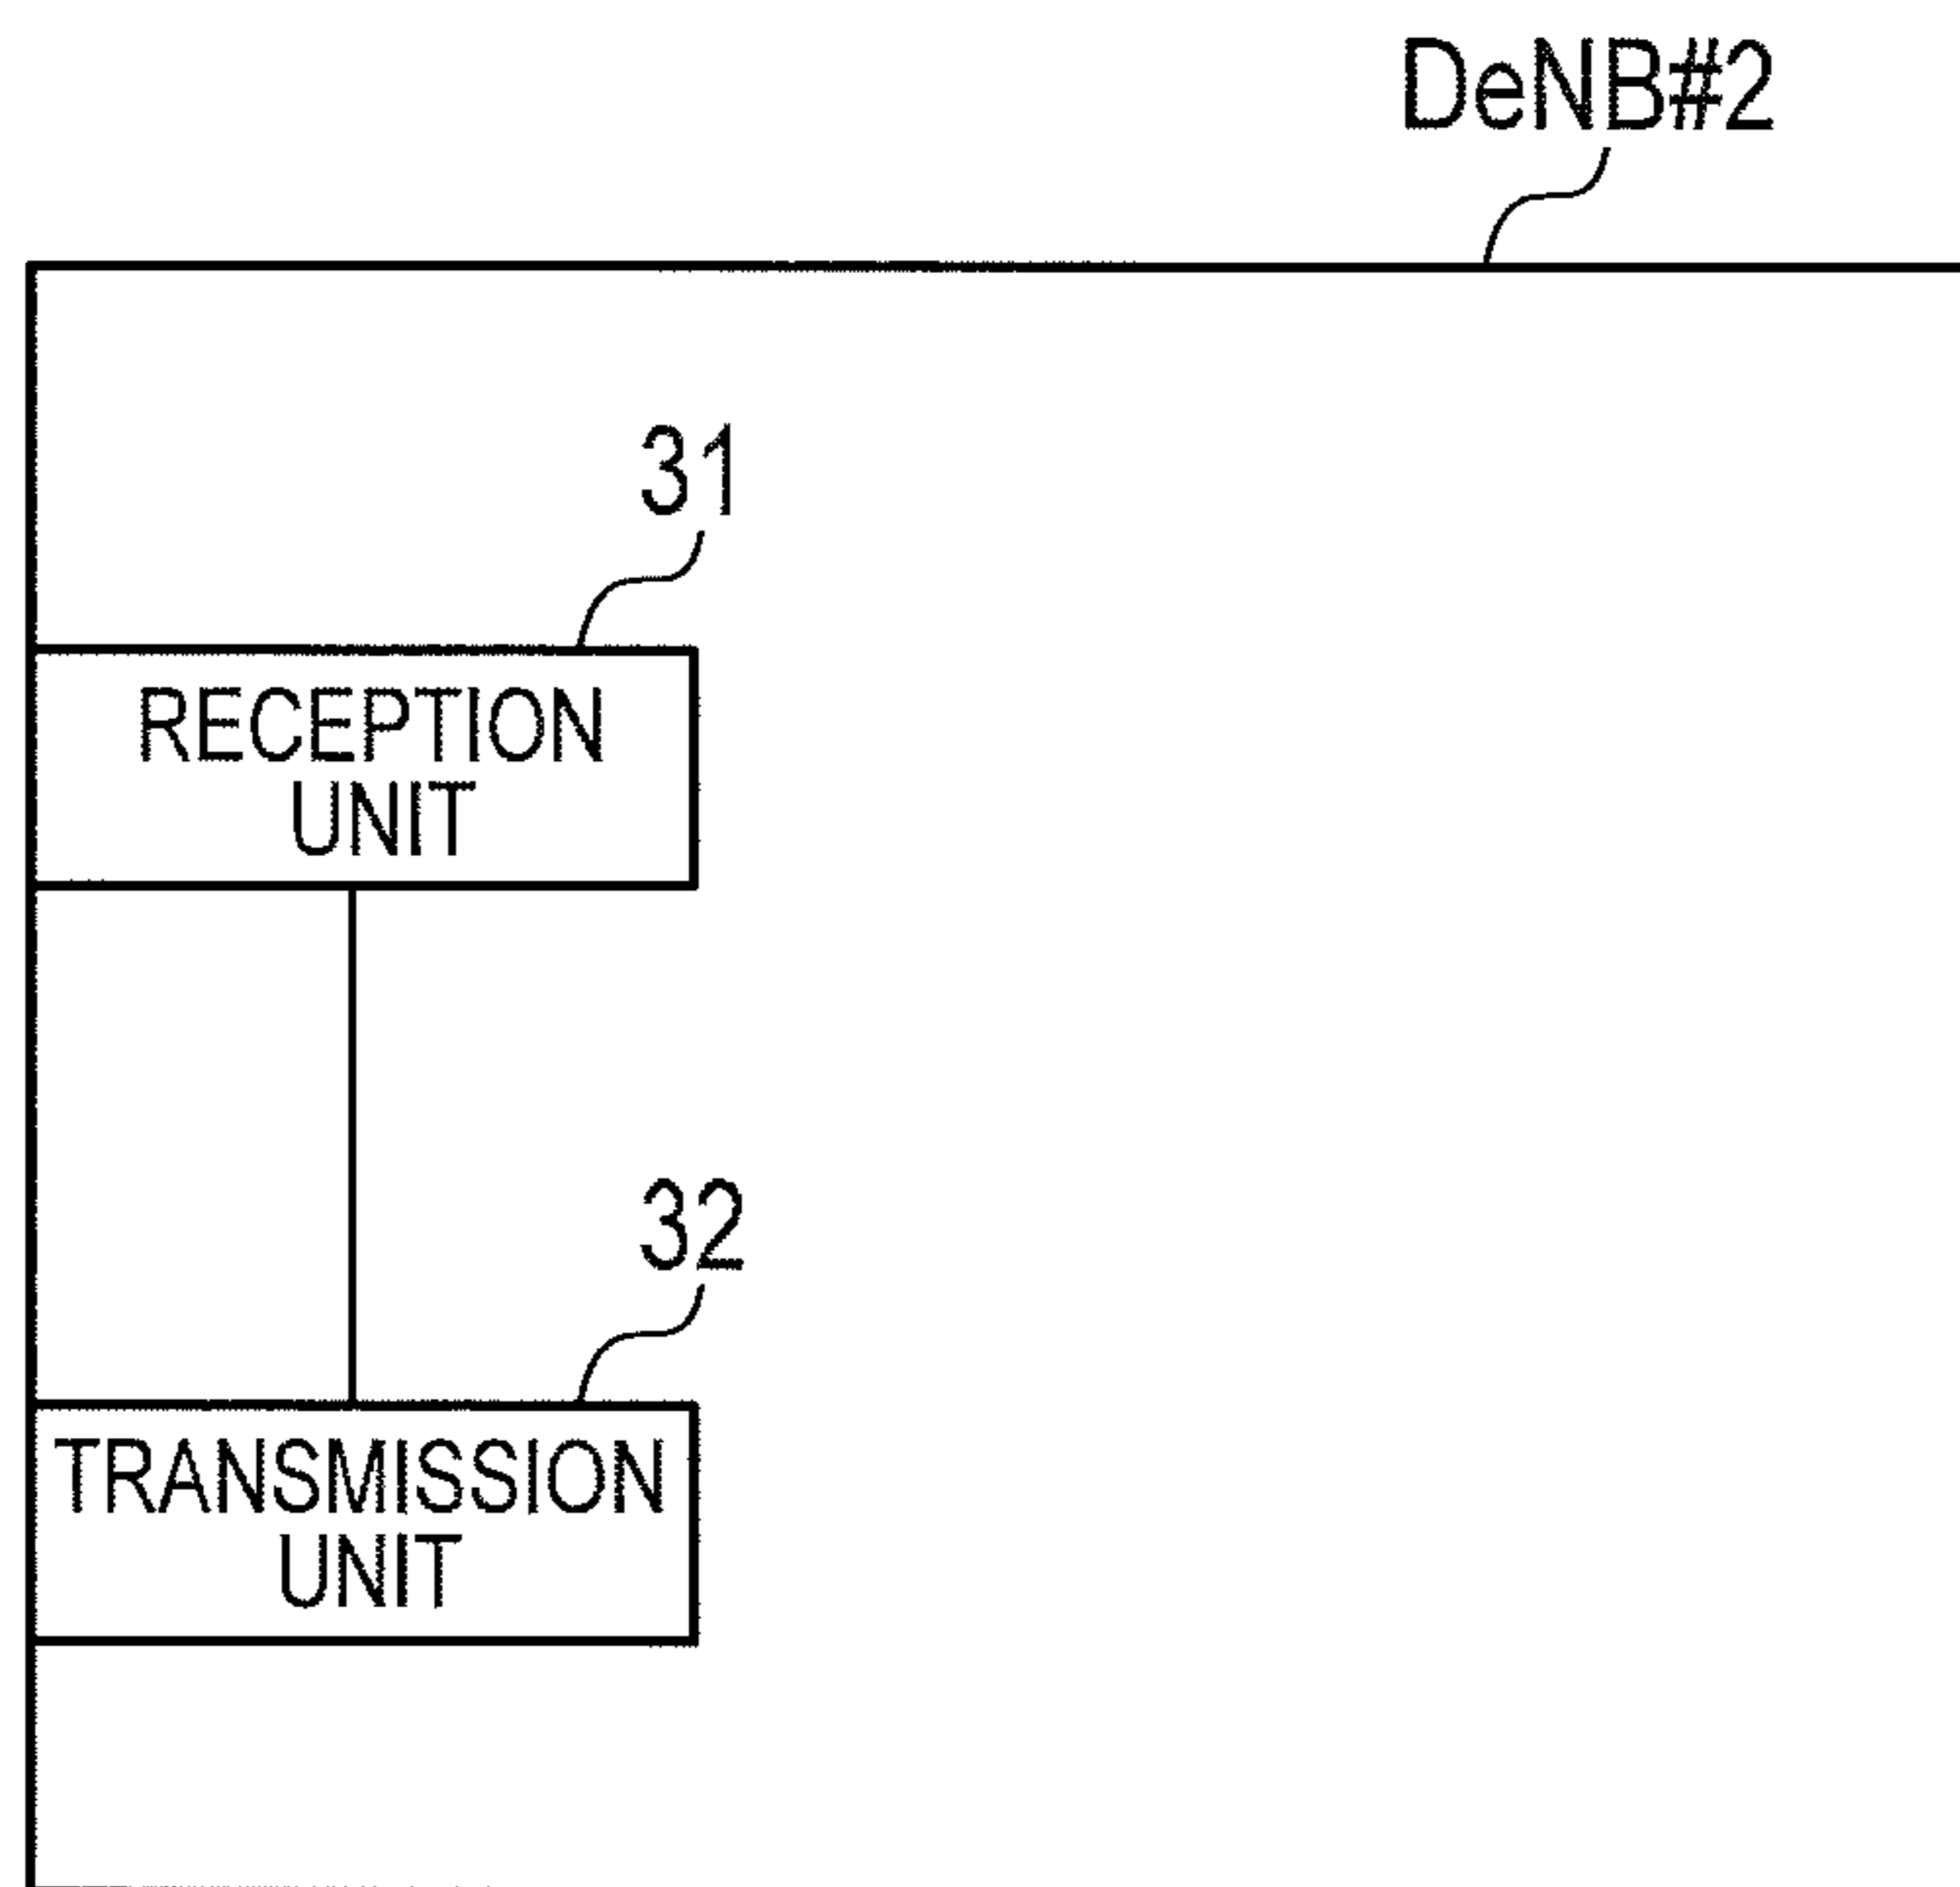 DeNB#2
31
RECEPTION
UNIT
32
TRANSMISSION
UNIT